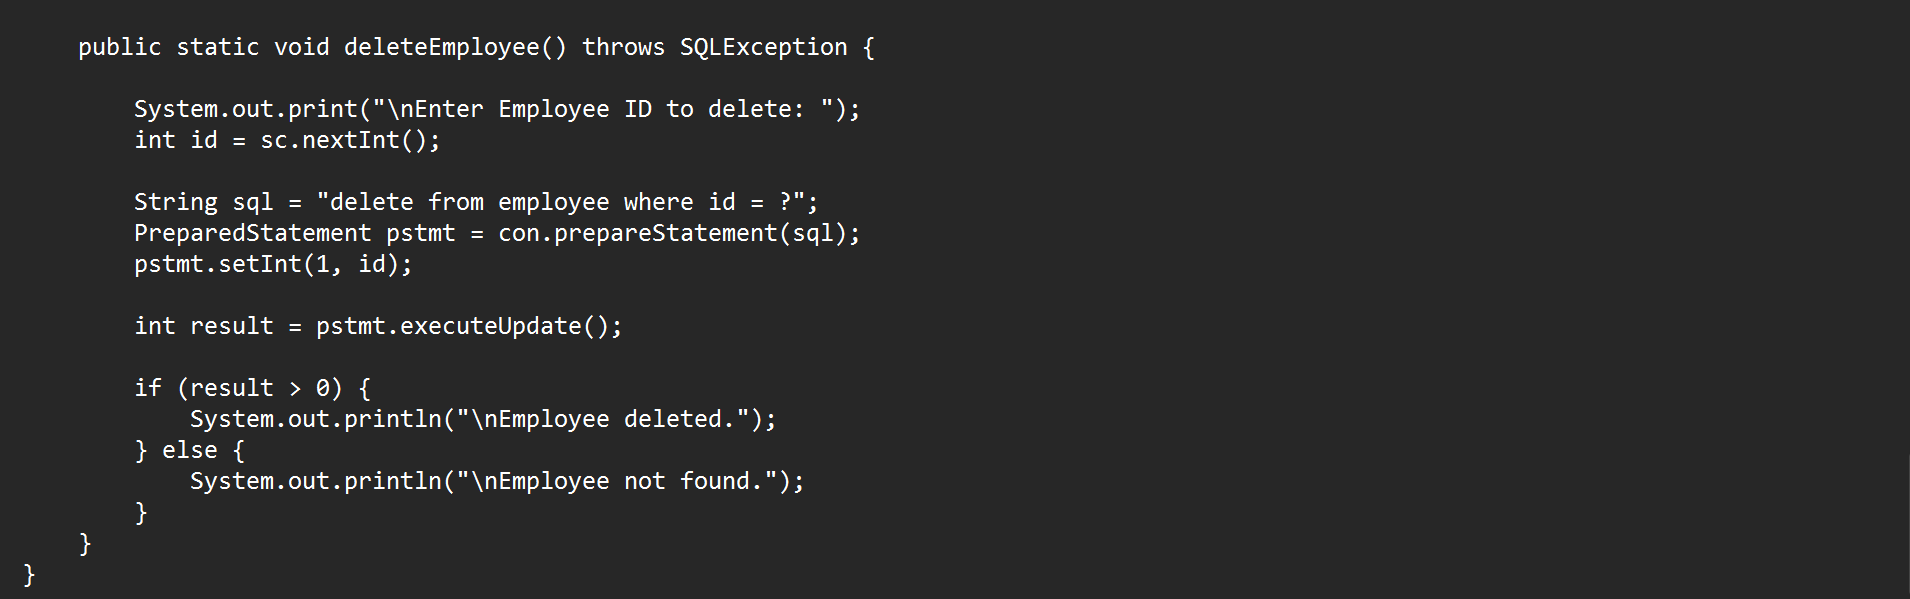 public static void deleteEmployee() throws SQLException {
System.out.print("\nEnter Employee ID to delete: ");
int id = sc.nextInt();
String sql = "delete from employee where id = ?";
PreparedStatement pstmt = con.prepareStatement(sql);
pstmt.setInt(1, id);
int result = pstmt.executeUpdate();
if (result > 0) {
System.out.println("\nEmployee deleted.");
} else {
System.out.println("\nEmployee not found.");
}
}
}